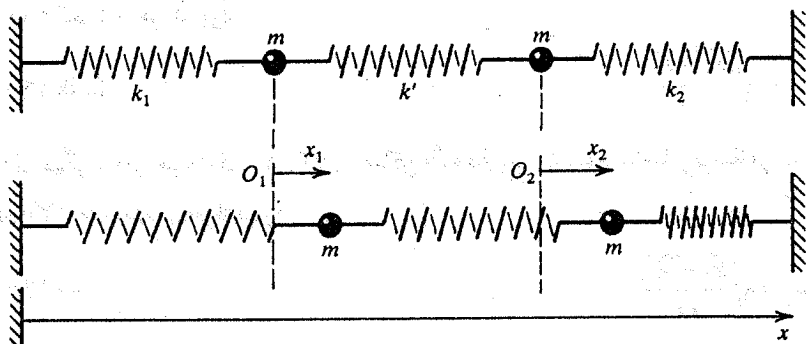 m m
k₁ k' k₂
x₁ x₂
O₁ O₂
m m
x